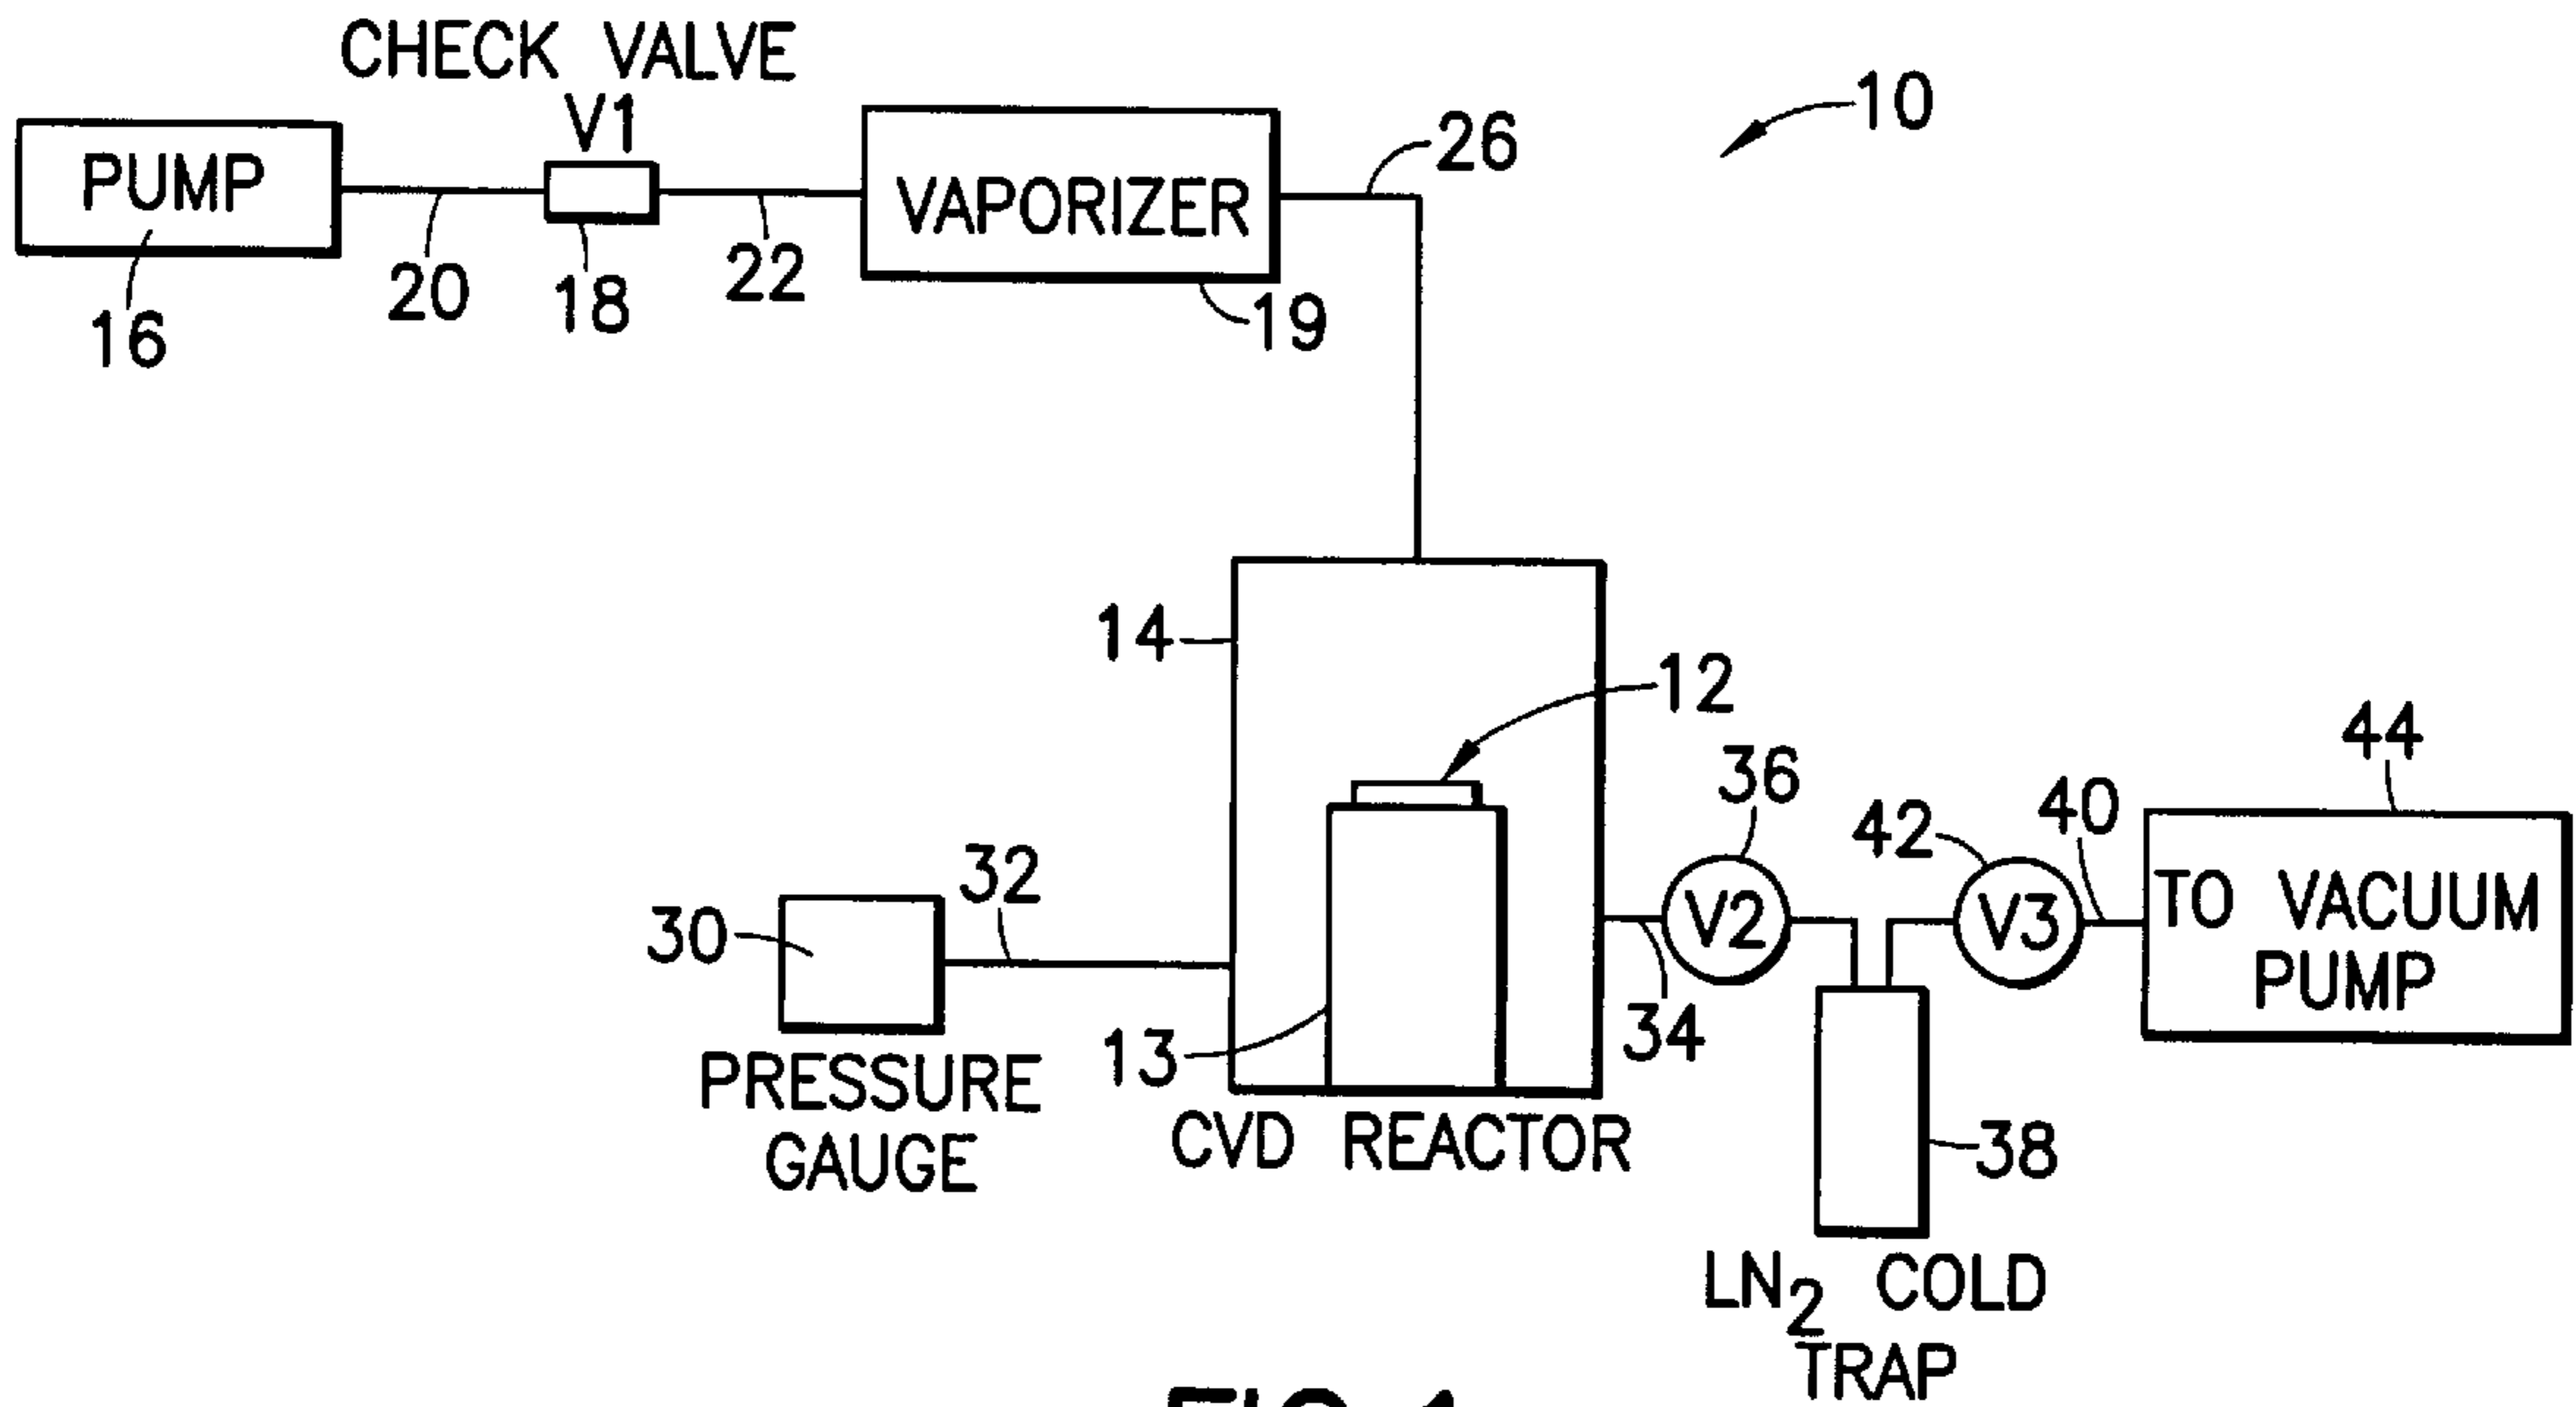 CHECK VALVE
V1
10
26
PUMP
VAPORIZER
20
18
22
19
16
14
12
36
44
42
40
32
30
V2
V3
TO VACUUM
PUMP
34
13
PRESSURE
GAUGE
CVD REACTOR
38
LN2 COLD
TRAP